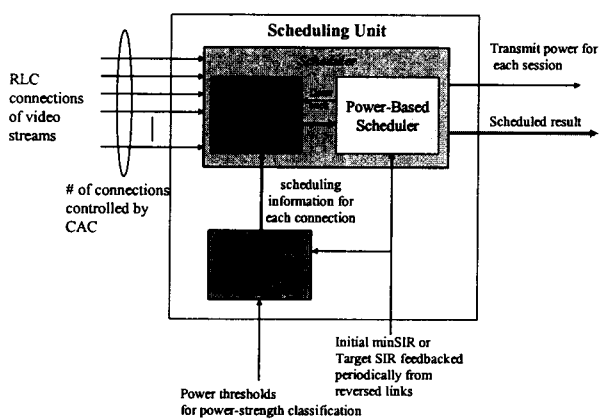 Scheduling Unit
Scheduler
RLC
connections
of video
streams
Power-Based
Scheduler
Transmit power for
each session
Scheduled result
# of connections
controlled by
CAC
scheduling
information for
each connection
Initial minSIR or
Target SIR feedbacked
periodically from
reversed links
Power thresholds
for power-strength classification